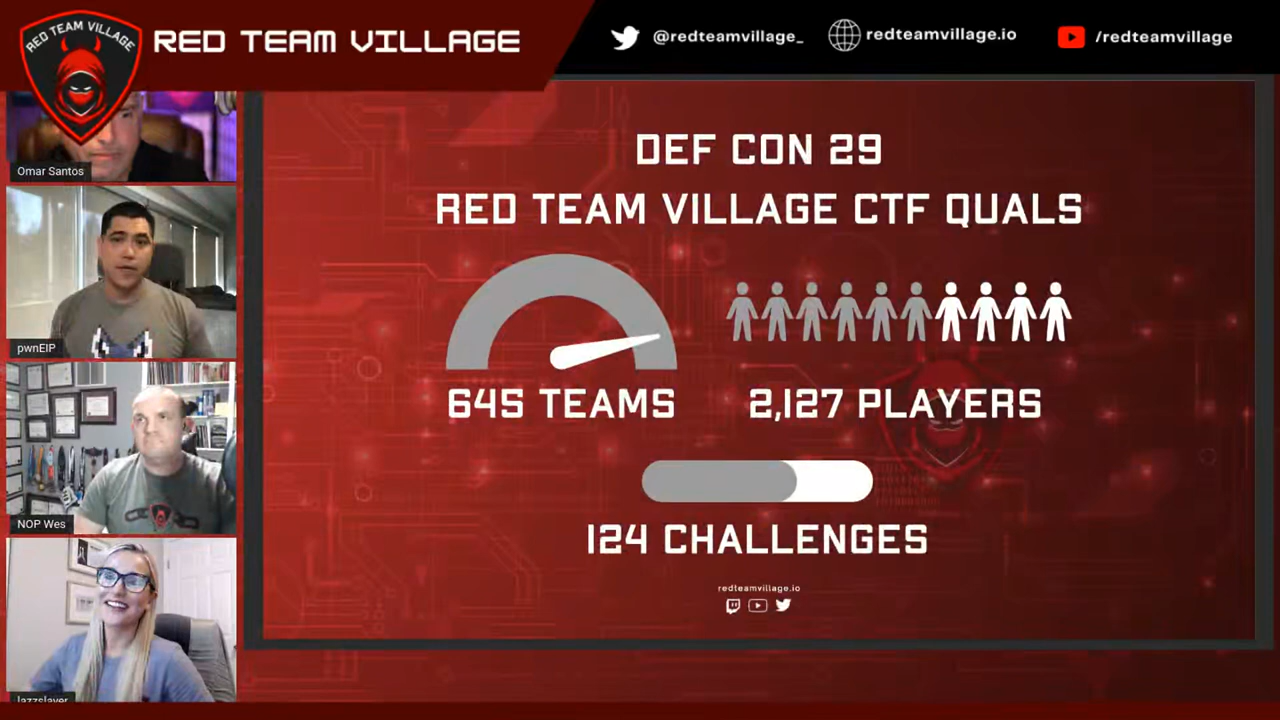 RED TEAM VILLAGE
RED TEAM VILLAGE
@redteamvillage_
redteamvillage.io
/redteamvillage
Omar Santos
pwnEIP
NOP Wes
lazzslayer
DEF CON 29
RED TEAM VILLAGE CTF QUALS
645 TEAMS
2,127 PLAYERS
124 CHALLENGES
redteamvillage.io